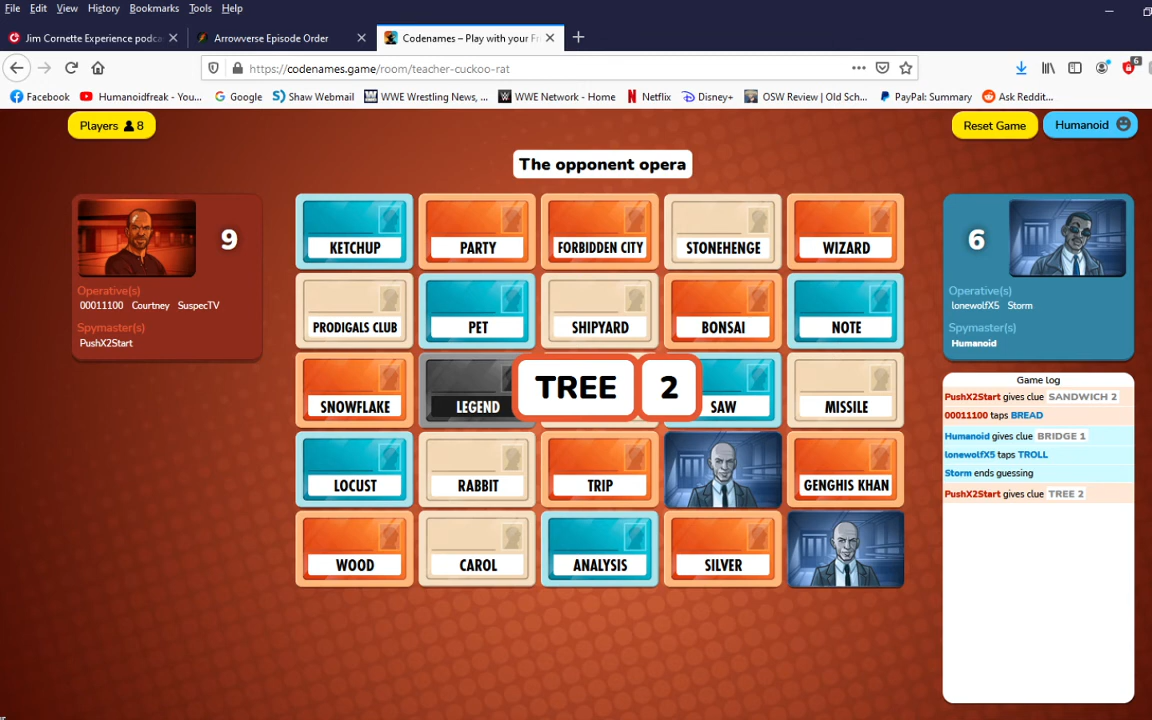 File Edit View History Bookmarks Tools Help
Jim Cornette Experience podca
Arrowverse Episode Order
Codenames – Play with your Fr
https://codenames.game/room/teacher-cuckoo-rat
6
Facebook Humanoidfreak - You... Google Shaw Webmail WWE Wrestling News, ... WWE Network - Home Netflix Disney+ OSW Review | Old Sch... PayPal: Summary Ask Reddit...
Players 8
Reset Game
Humanoid
The opponent opera
9
Operative(s)
00011100 Courtney SuspecTV
Spymaster(s)
PushX2Start
KETCHUP PARTY FORBIDDEN CITY STONEHENGE WIZARD
PRODIGALS CLUB PET SHIPYARD BONSAI NOTE
SNOWFLAKE LEGEND SAW MISSILE
TREE 2
LOCUST RABBIT TRIP GENGHIS KHAN
WOOD CAROL ANALYSIS SILVER
6
Operative(s)
lonewolfX5 Storm
Spymaster(s)
Humanoid
Game log
PushX2Start gives clue SANDWICH 2
00011100 taps BREAD
Humanoid gives clue BRIDGE 1
lonewolfX5 taps TROLL
Storm ends guessing
PushX2Start gives clue TREE 2